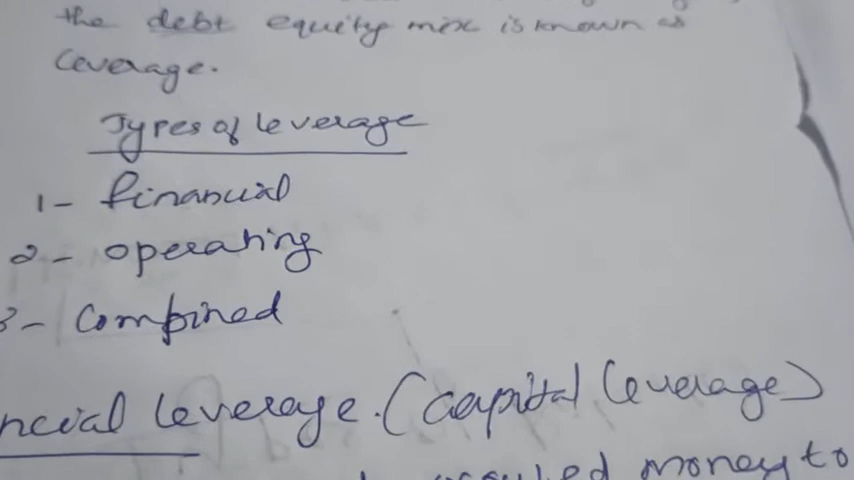 the debt equity mix is known as
leverage.
Types of leverage
1- financial
2- operating
3- Combined
ncial leverage. (capital leverage)
money to